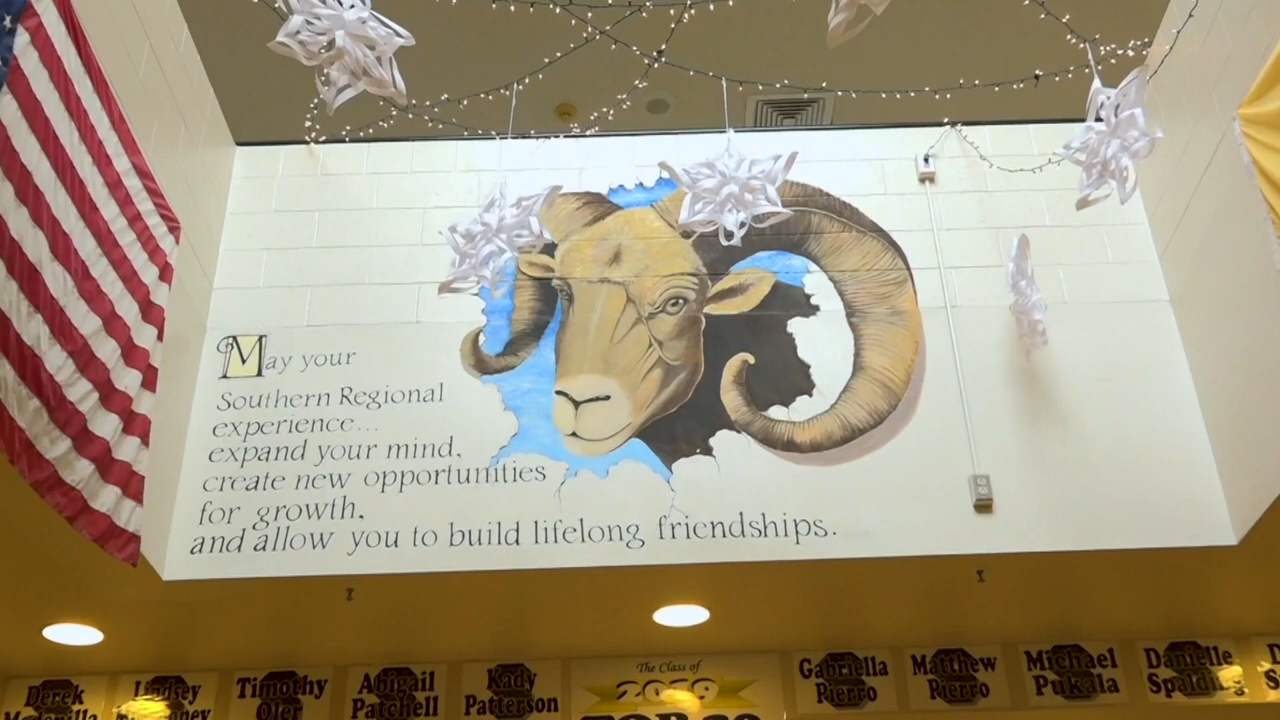 May your
Southern Regional
experience...
expand your mind,
create new opportunities
for growth,
and allow you to build lifelong friendships.
Derek
Lindsey
Timothy
Oler
Abigail
Patchell
Kady
Patterson
The Class of
2019
Gabriella
Pierro
Matthew
Pierro
Michael
Pukala
Danielle